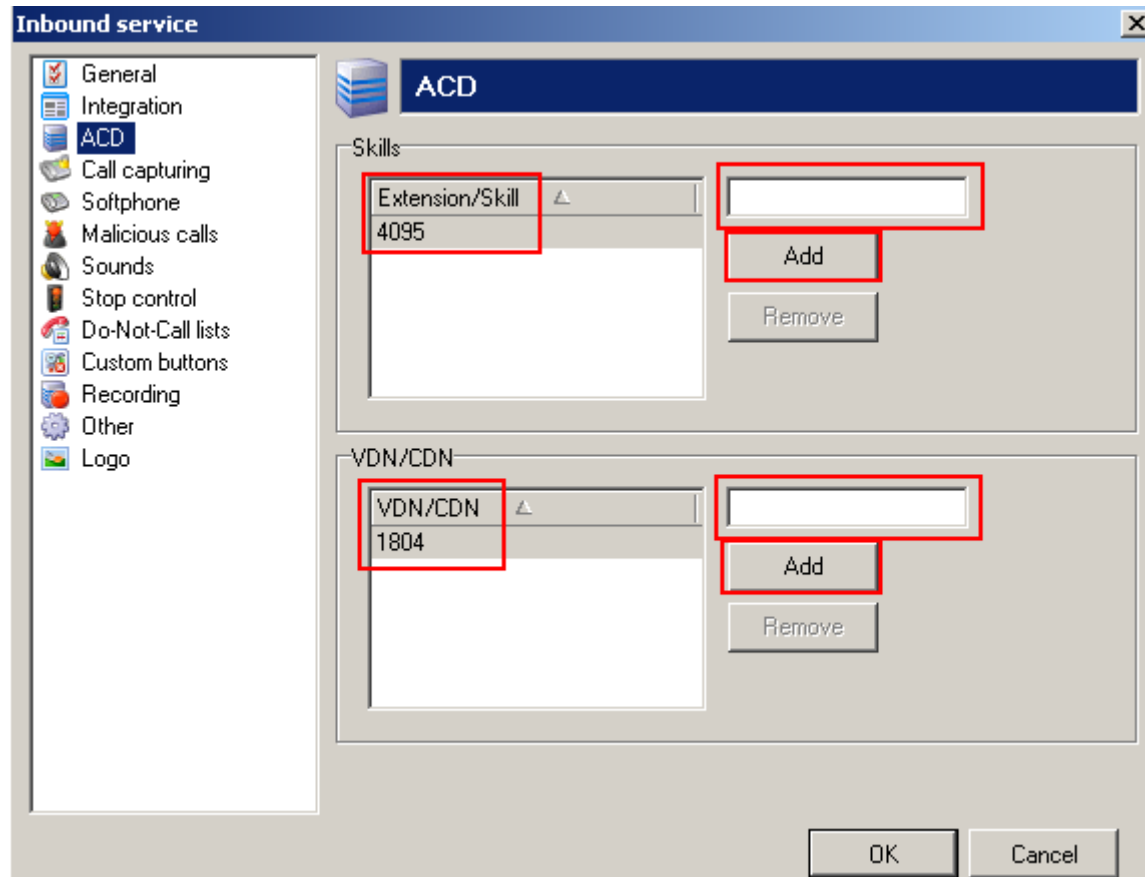 Inbound service
General
Integration
ACD
Call capturing
Softphone
Malicious calls
Sounds
Stop control
Do-Not-Call lists
Custom buttons
Recording
Other
Logo
ACD
Skills
Extension/Skill
4095
Add
Remove
VDN/CDN
VDN/CDN
1804
Add
Remove
OK Cancel